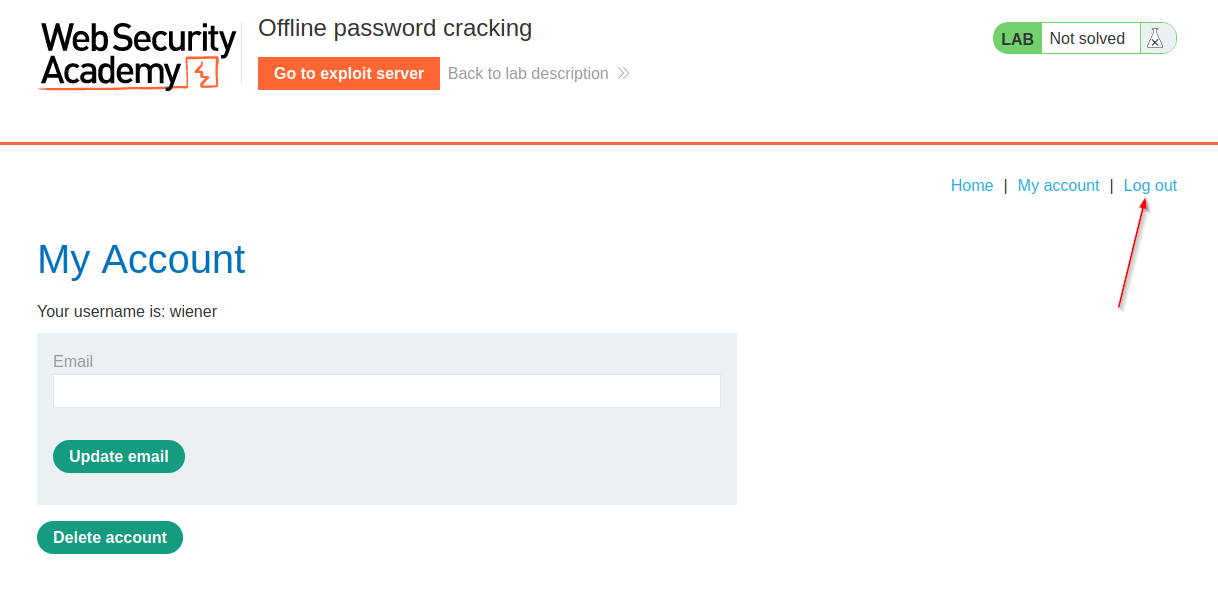 Web Security
Academy
Offline password cracking
Go to exploit server
Back to lab description
LAB
Not solved
Home | My account | Log out
My Account
Your username is: wiener
Email
Update email
Delete account